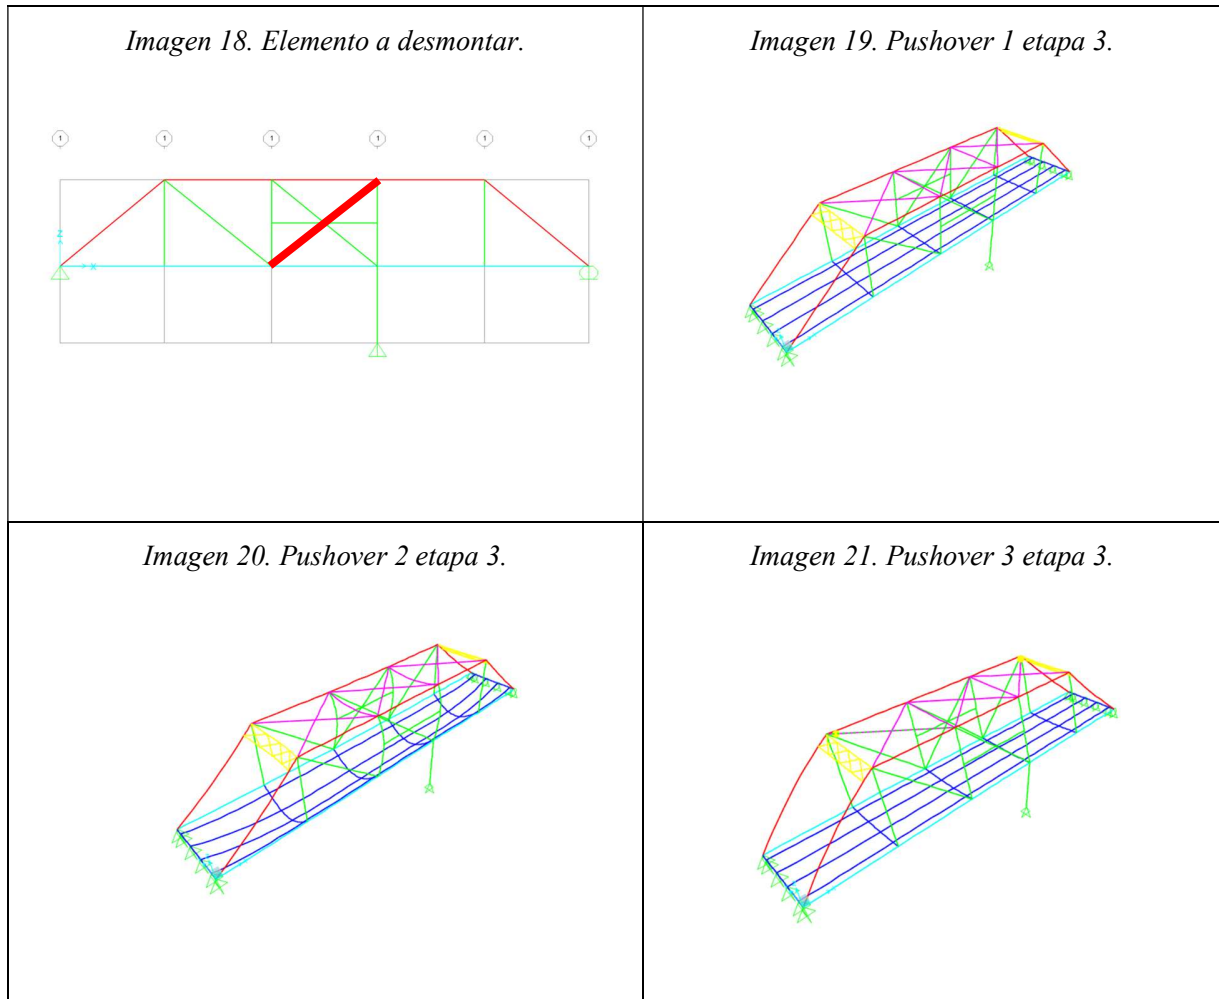 Imagen 18. Elemento a desmontar.
1 1 1 1 1 1
Z
X
Imagen 19. Pushover 1 etapa 3.
Imagen 20. Pushover 2 etapa 3.
Imagen 21. Pushover 3 etapa 3.